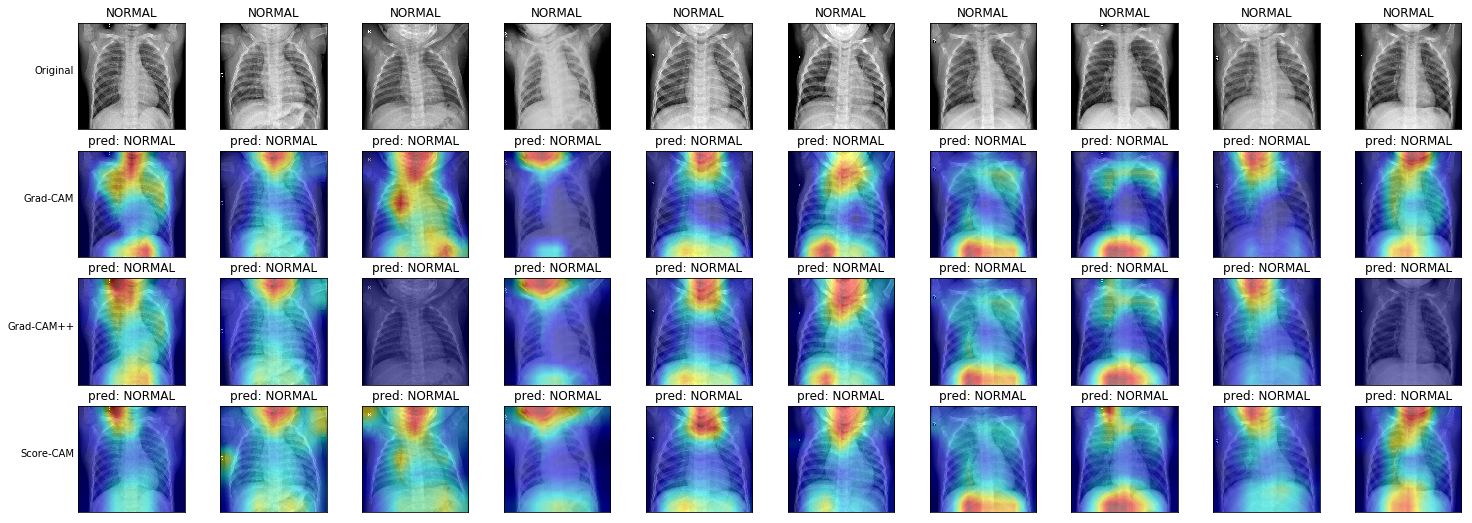 NORMAL NORMAL NORMAL NORMAL NORMAL NORMAL NORMAL NORMAL NORMAL NORMAL
Original
pred: NORMAL pred: NORMAL pred: NORMAL pred: NORMAL pred: NORMAL pred: NORMAL pred: NORMAL pred: NORMAL pred: NORMAL pred: NORMAL
Grad-CAM
pred: NORMAL pred: NORMAL pred: NORMAL pred: NORMAL pred: NORMAL pred: NORMAL pred: NORMAL pred: NORMAL pred: NORMAL pred: NORMAL
Grad-CAM++
pred: NORMAL pred: NORMAL pred: NORMAL pred: NORMAL pred: NORMAL pred: NORMAL pred: NORMAL pred: NORMAL pred: NORMAL pred: NORMAL
Score-CAM